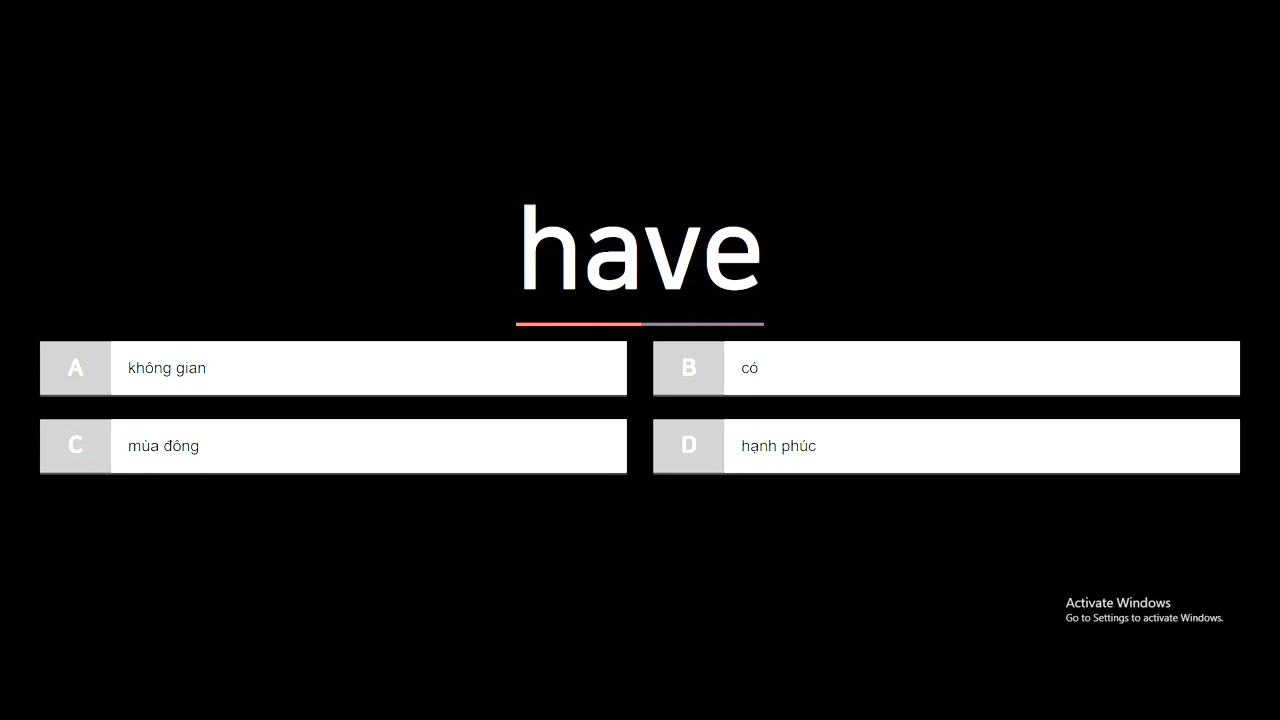 have
A không gian
B có
C mùa đông
D hạnh phúc
Activate Windows
Go to Settings to activate Windows.